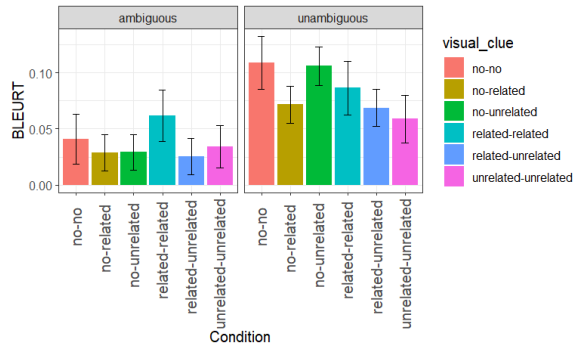 ambiguous
unambiguous
BLEURT
0.10
0.05
0.00
no-no
no-related
no-unrelated
related-related
related-unrelated
unrelated-unrelated
no-no
no-related
no-unrelated
related-related
related-unrelated
unrelated-unrelated
Condition
visual_clue
no-no
no-related
no-unrelated
related-related
related-unrelated
unrelated-unrelated